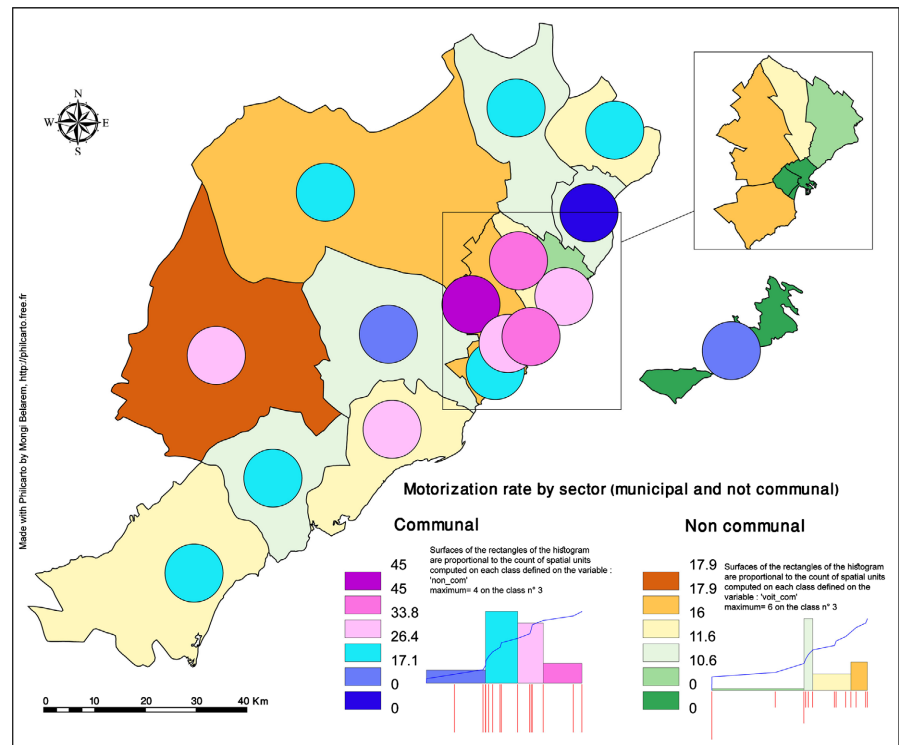 N
W E
S
Made with Philcarto by Mongi Belarem, http://philcarto.free.fr
Motorization rate by sector (municipal and not communal)
Communal
45
45
33.8
26.4
17.1
0
0
Surfaces of the rectangles of the histogram
are proportional to the count of spatial units
computed on each class defined on the variable :
'non_com'
maximum= 4 on the class n° 3
Non communal
17.9
17.9
16
11.6
10.6
0
0
Surfaces of the rectangles of the histogram
are proportional to the count of spatial units
computed on each class defined on the
variable : 'voit_com'
maximum= 6 on the class n° 3
0 10 20 30 40 Km